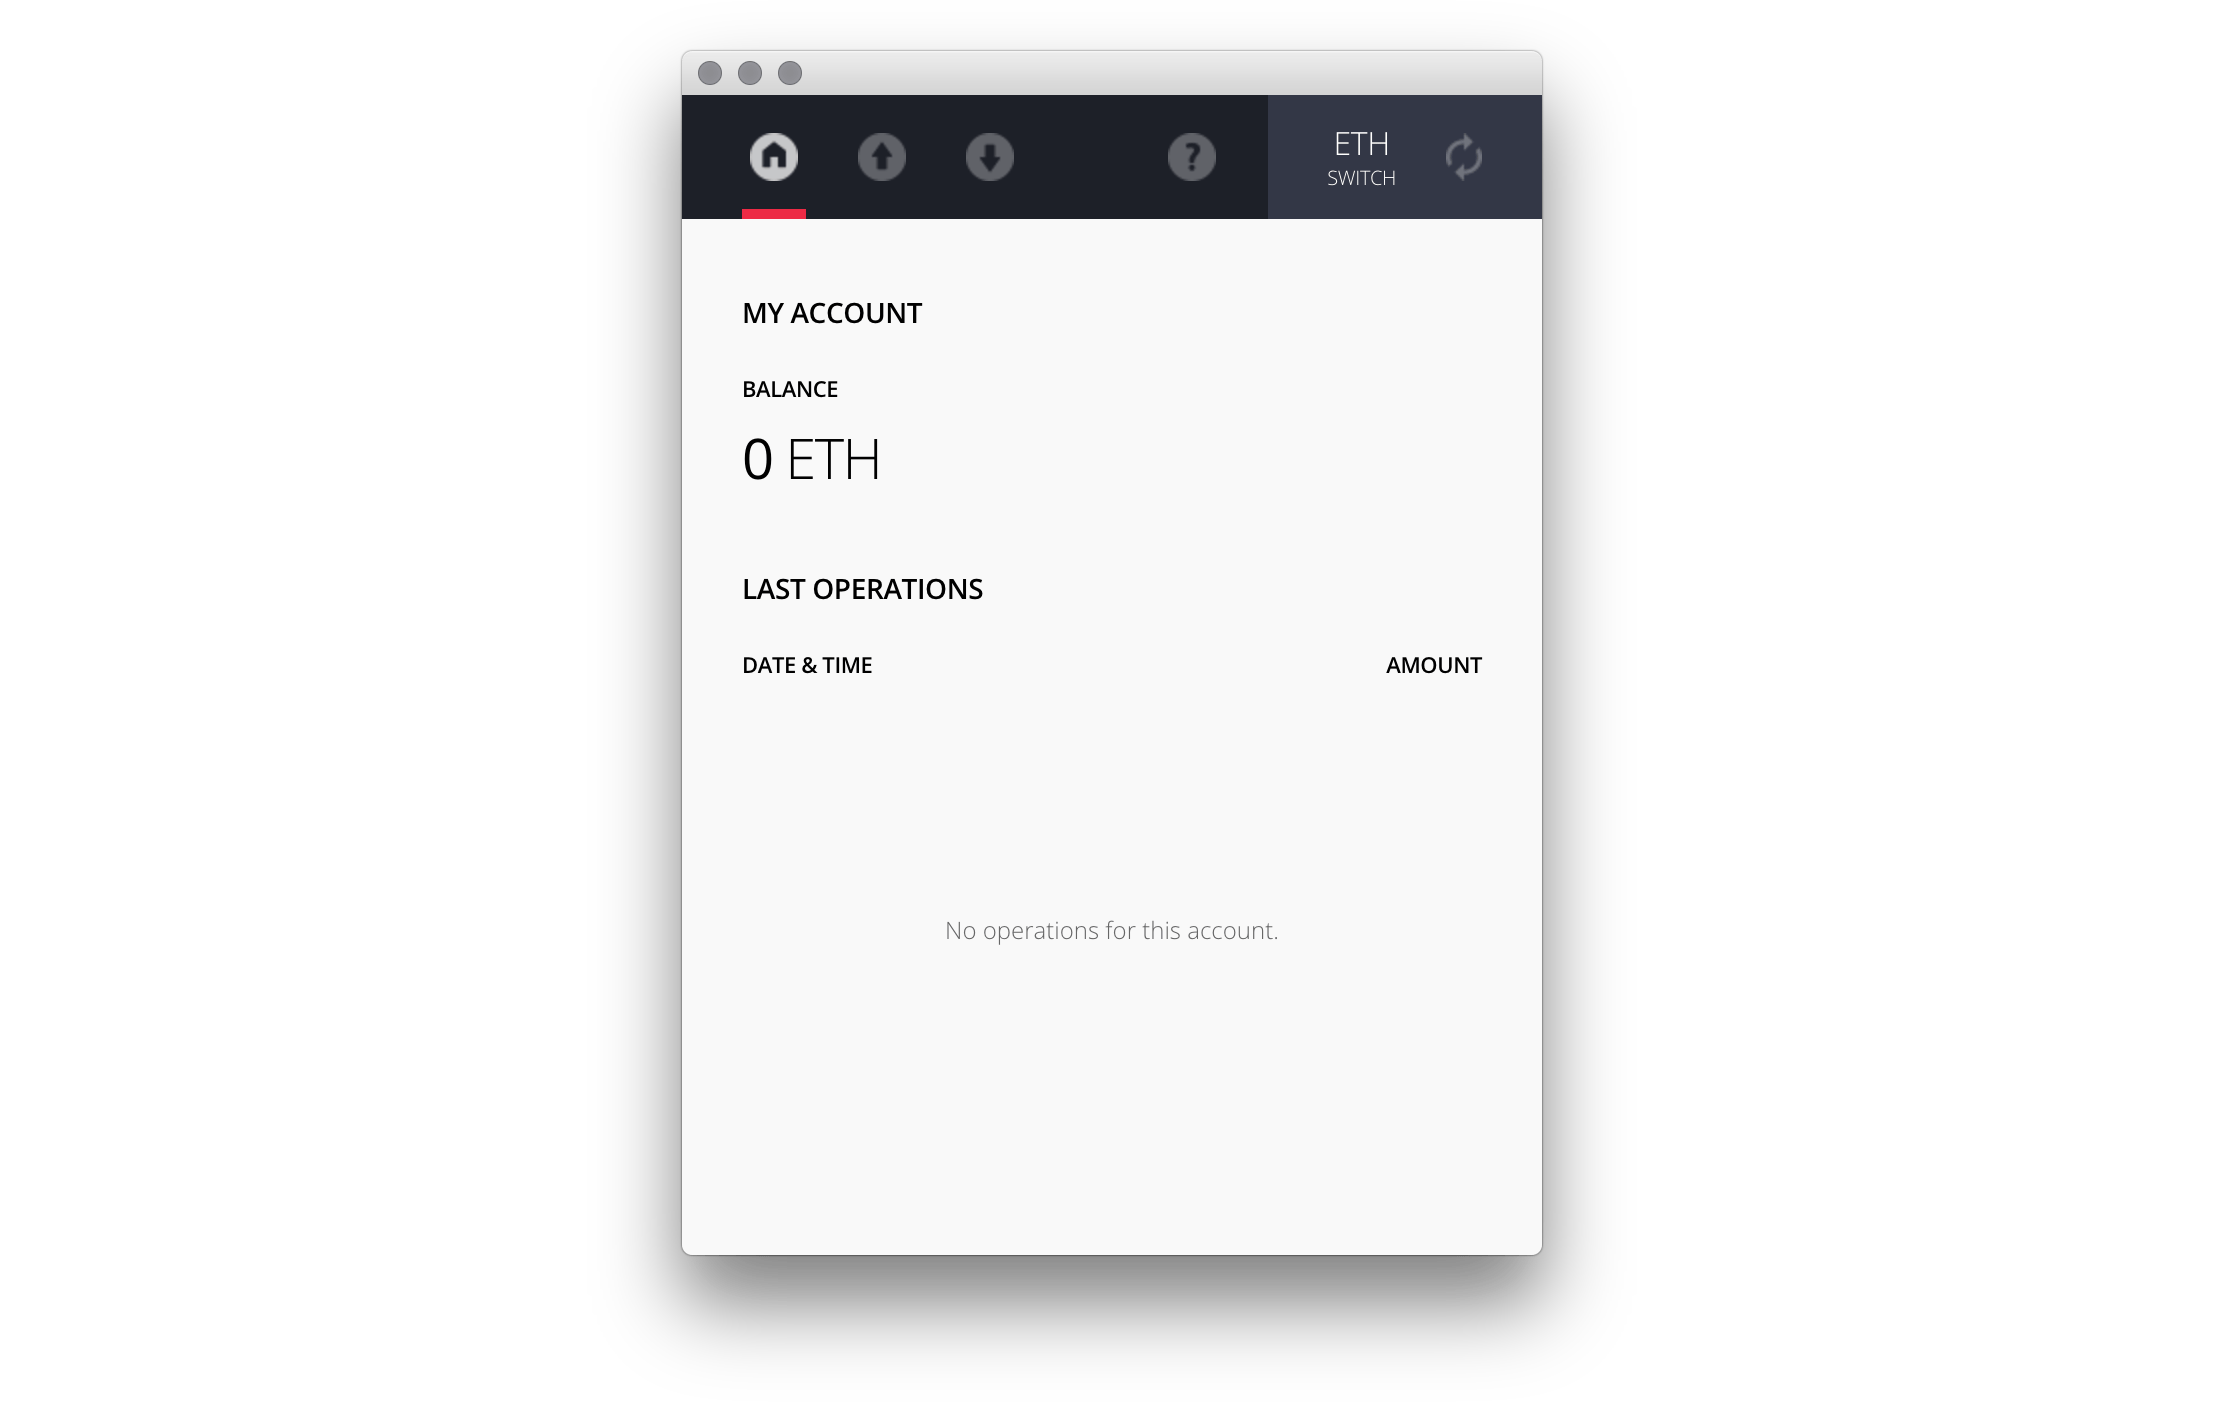 ETH
SWITCH
MY ACCOUNT
BALANCE
0 ETH
LAST OPERATIONS
DATE & TIME AMOUNT
No operations for this account.